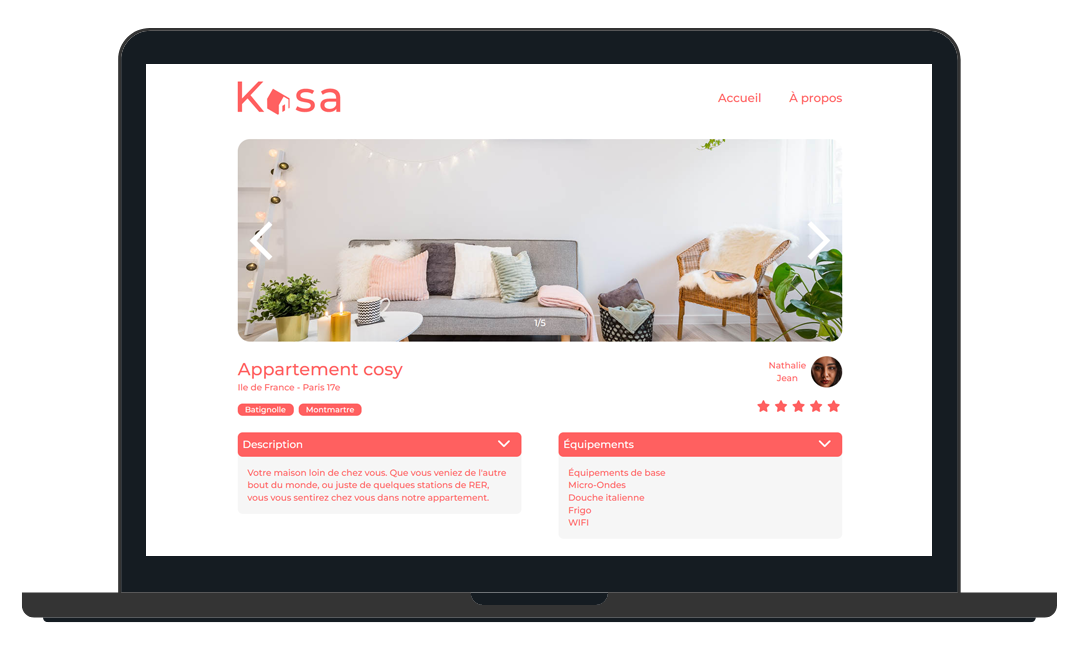 Kasa
Accueil
À propos
1/5
Appartement cosy
Ile de France - Paris 17e
Batignolle
Montmartre
Nathalie
Jean
Description
Votre maison loin de chez vous. Que vous veniez de l'autre
bout du monde, ou juste de quelques stations de RER,
vous vous sentirez chez vous dans notre appartement.
Équipements
Équipements de base
Micro-Ondes
Douche italienne
Frigo
WIFI